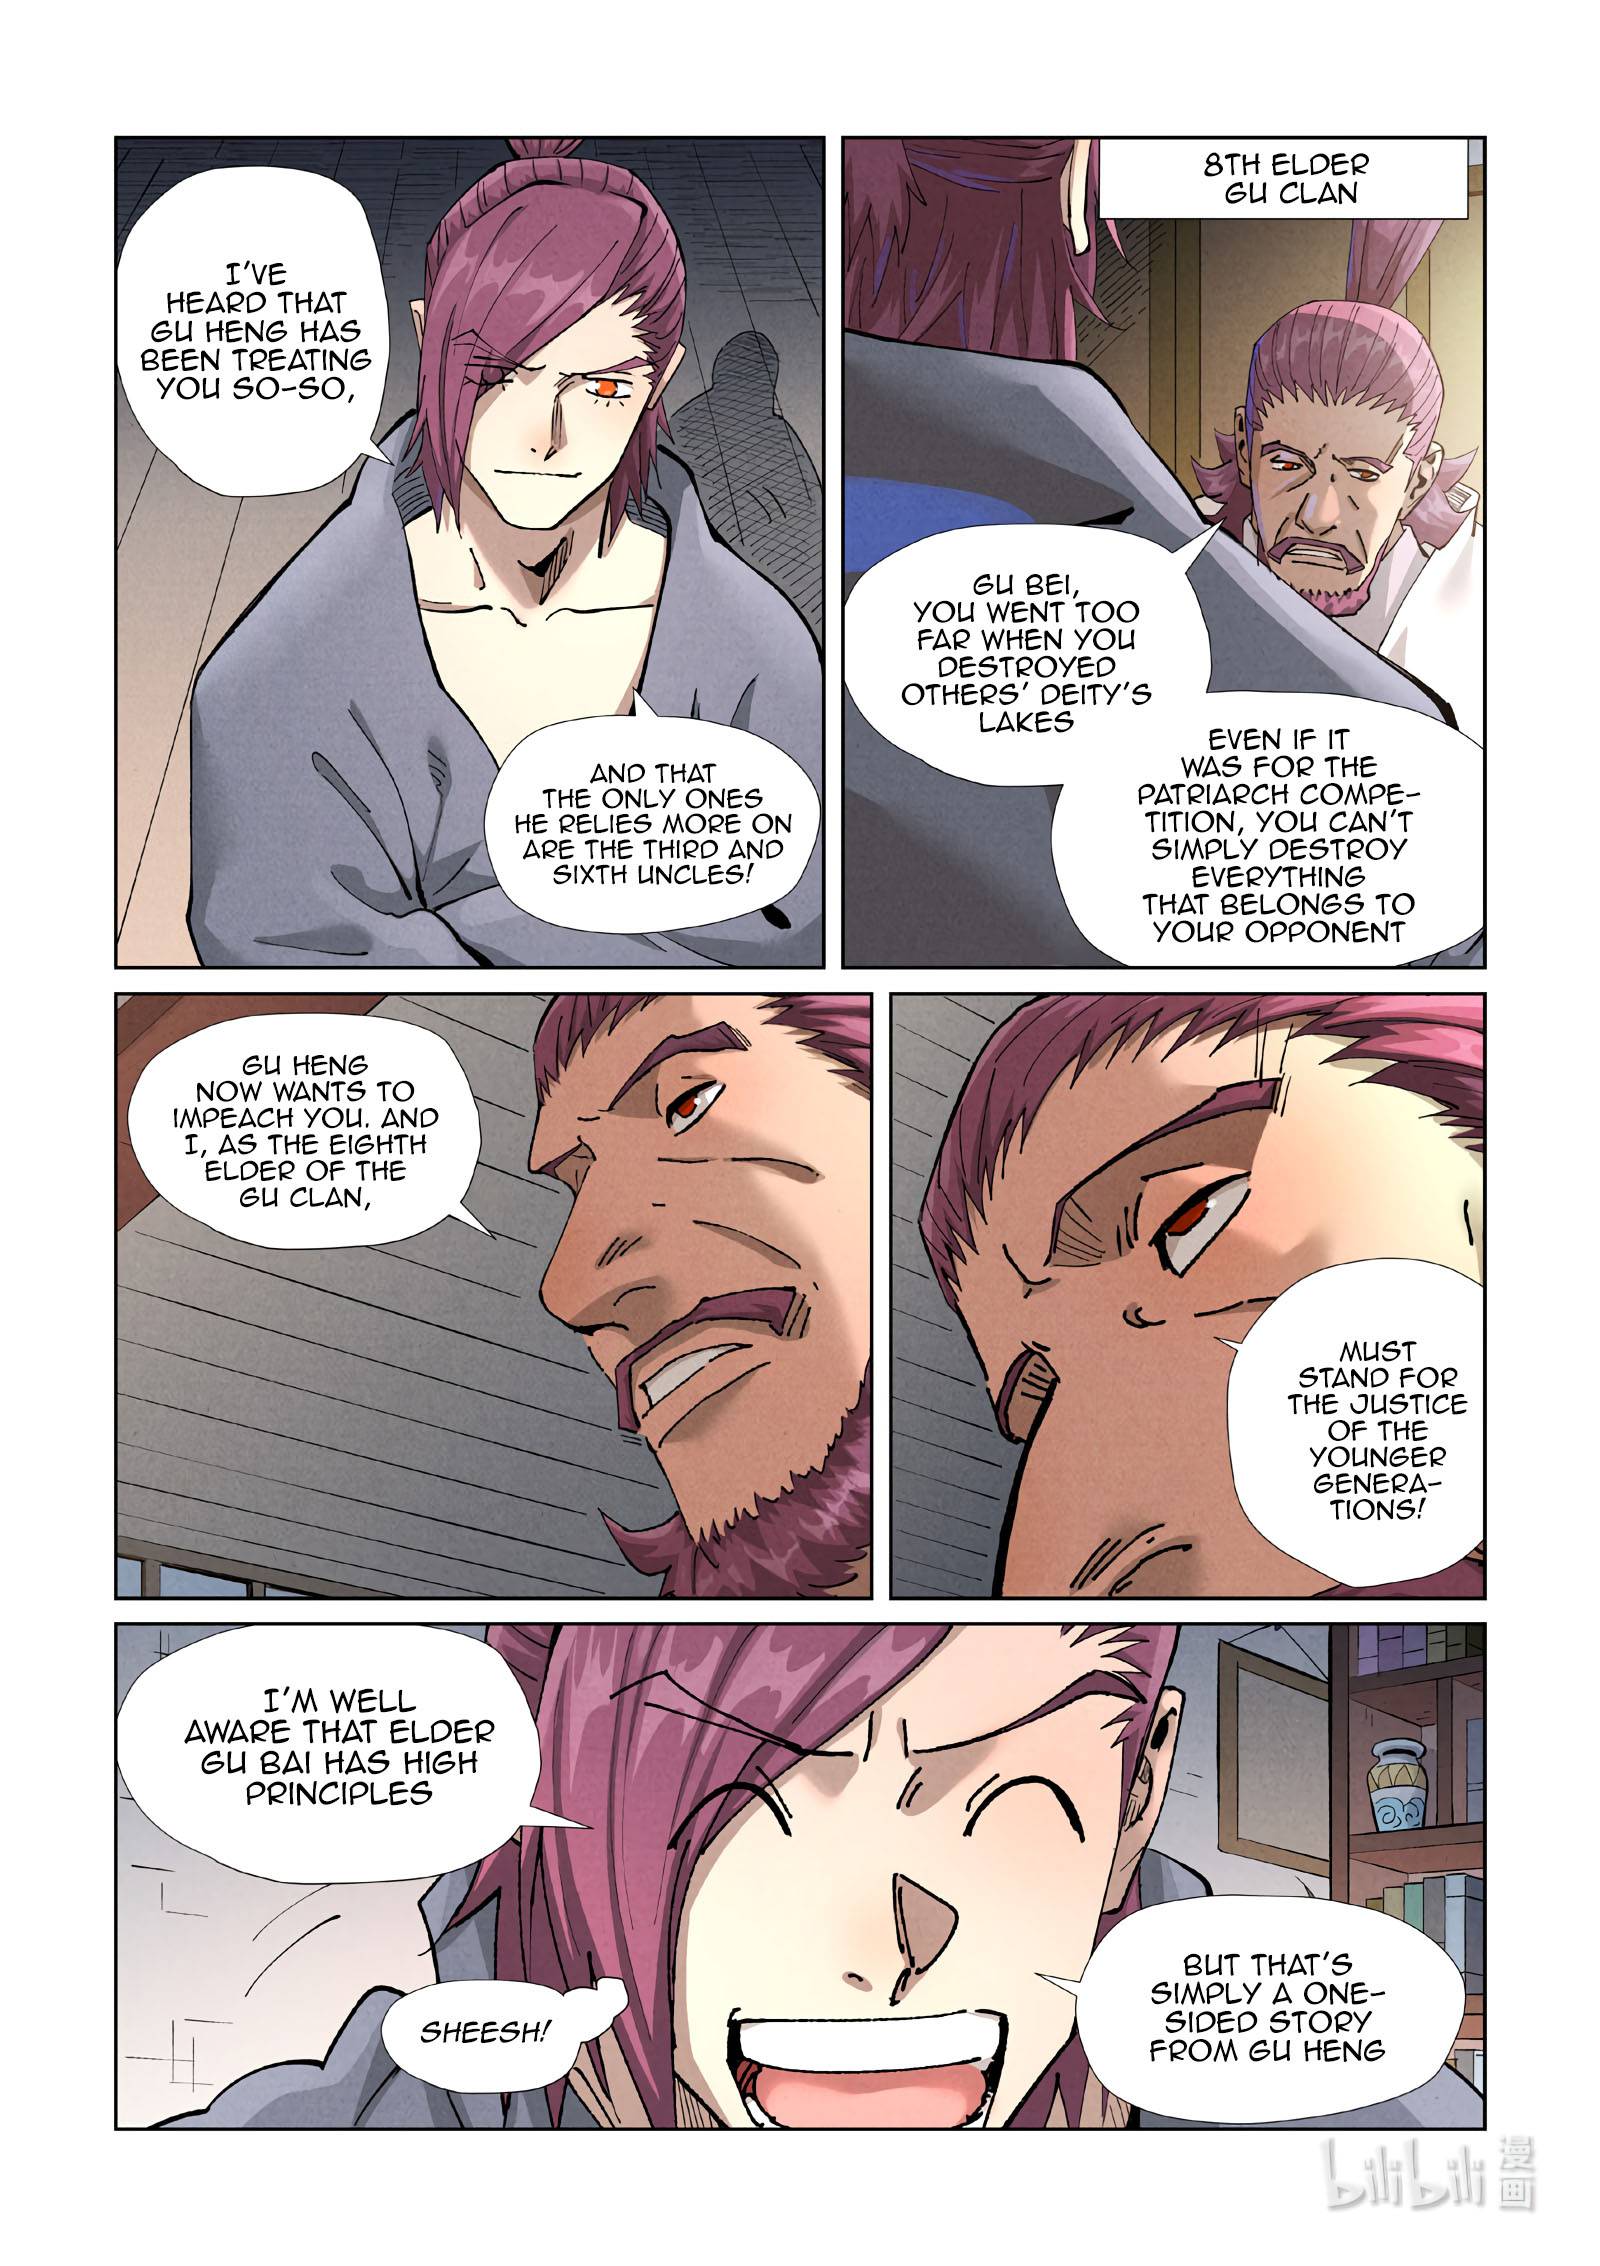 I'VE
HEARD THAT
GU HENG HAS
BEEN TREATING
YOU SO-SO,
AND THAT
THE ONLY ONES
HE RELIES MORE ON
ARE THE THIRD AND
SIXTH UNCLES!
8TH ELDER
GU CLAN
GU BEI,
YOU WENT TOO
FAR WHEN YOU
DESTROYED
OTHERS' DEITY'S
LAKES
EVEN IF IT
WAS FOR THE
PATRIARCH COMPE-
TITION, YOU CAN'T
SIMPLY DESTROY
EVERYTHING
THAT BELONGS TO
YOUR OPPONENT
GU HENG
NOW WANTS TO
IMPEACH YOU. AND
I, AS THE EIGHTH
ELDER OF THE
GU CLAN,
MUST
STAND FOR
THE JUSTICE
OF THE
YOUNGER
GENERA-
TIONS!
I'M WELL
AWARE THAT ELDER
GU BAI HAS HIGH
PRINCIPLES
SHEESH!
BUT THAT'S
SIMPLY A ONE-
SIDED STORY
FROM GU HENG
bilibili 漫画